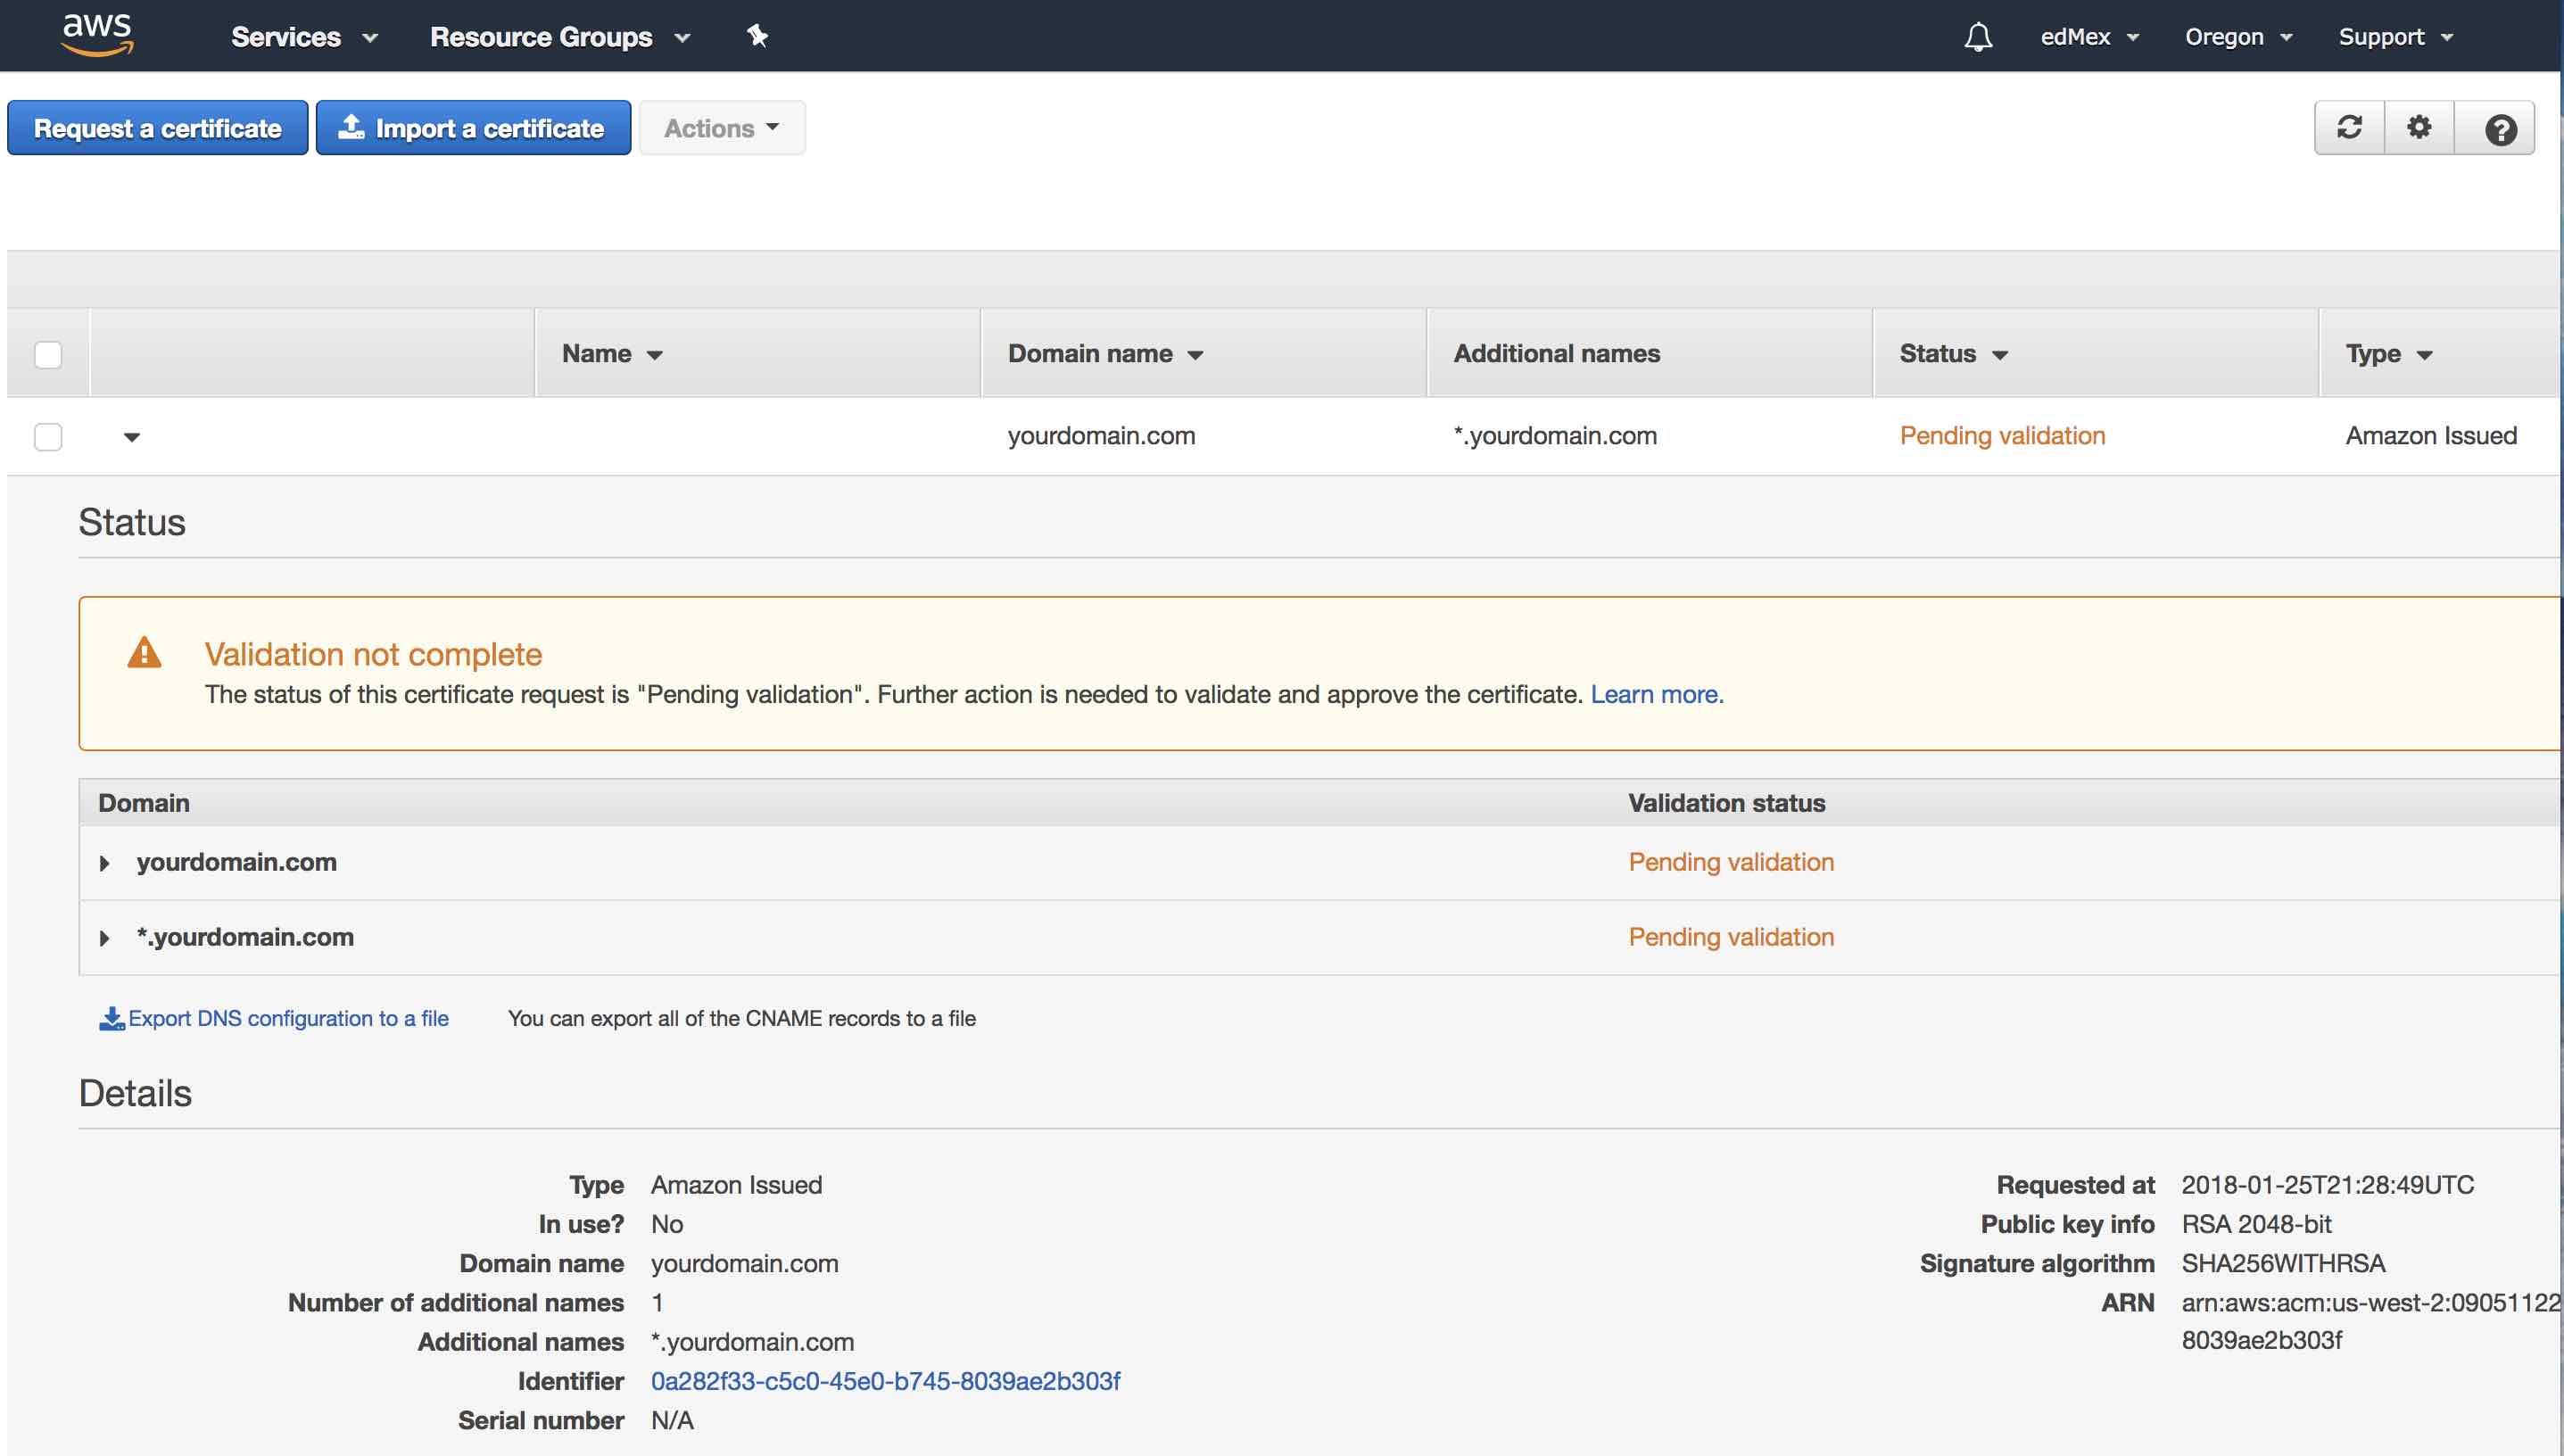 aws Services Resource Groups edMex Oregon Support
Request a certificate Import a certificate Actions
Name Domain name Additional names Status Type
yourdomain.com *.yourdomain.com Pending validation Amazon Issued
Status
Validation not complete
The status of this certificate request is "Pending validation". Further action is needed to validate and approve the certificate. Learn more.
Domain Validation status
yourdomain.com Pending validation
*.yourdomain.com Pending validation
Export DNS configuration to a file You can export all of the CNAME records to a file
Details
Type Amazon Issued
In use? No
Domain name yourdomain.com
Number of additional names 1
Additional names *.yourdomain.com
Identifier 0a282f33-c5c0-45e0-b745-8039ae2b303f
Serial number N/A
Requested at 2018-01-25T21:28:49UTC
Public key info RSA 2048-bit
Signature algorithm SHA256WITHRSA
ARN arn:aws:acm:us-west-2:09051122
8039ae2b303f